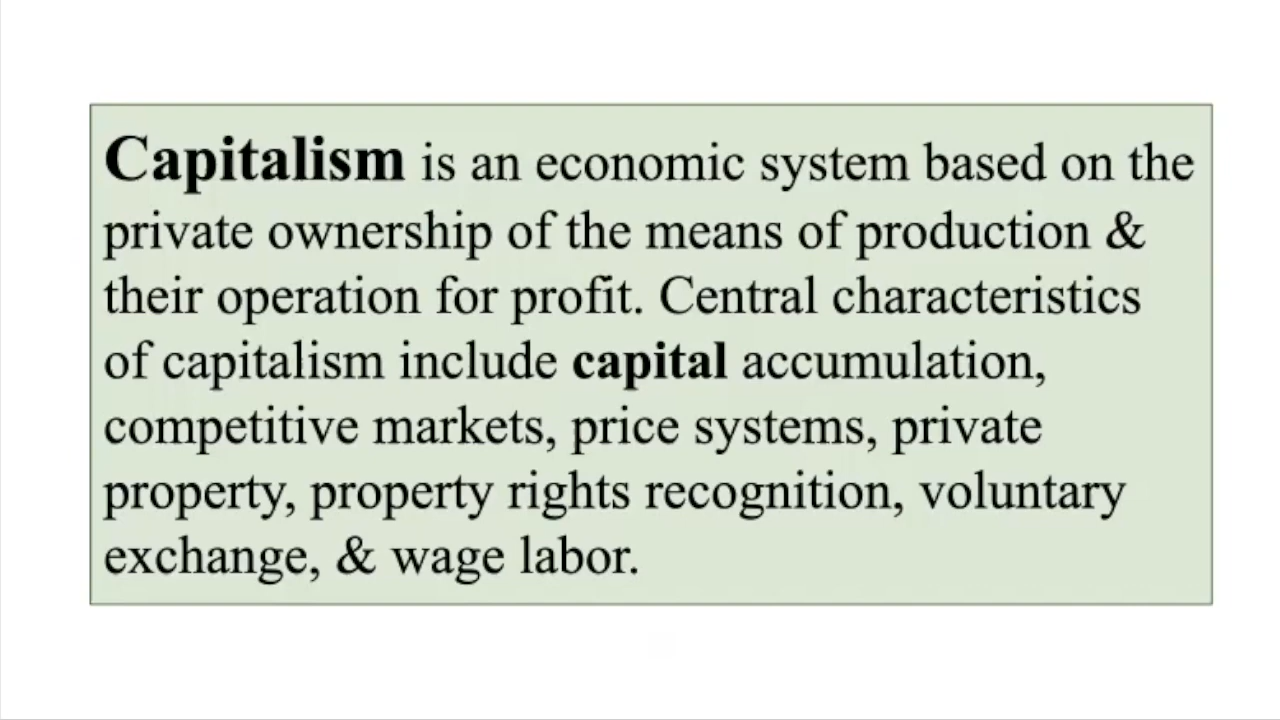 Capitalism is an economic system based on the
private ownership of the means of production &
their operation for profit. Central characteristics
of capitalism include capital accumulation,
competitive markets, price systems, private
property, property rights recognition, voluntary
exchange, & wage labor.